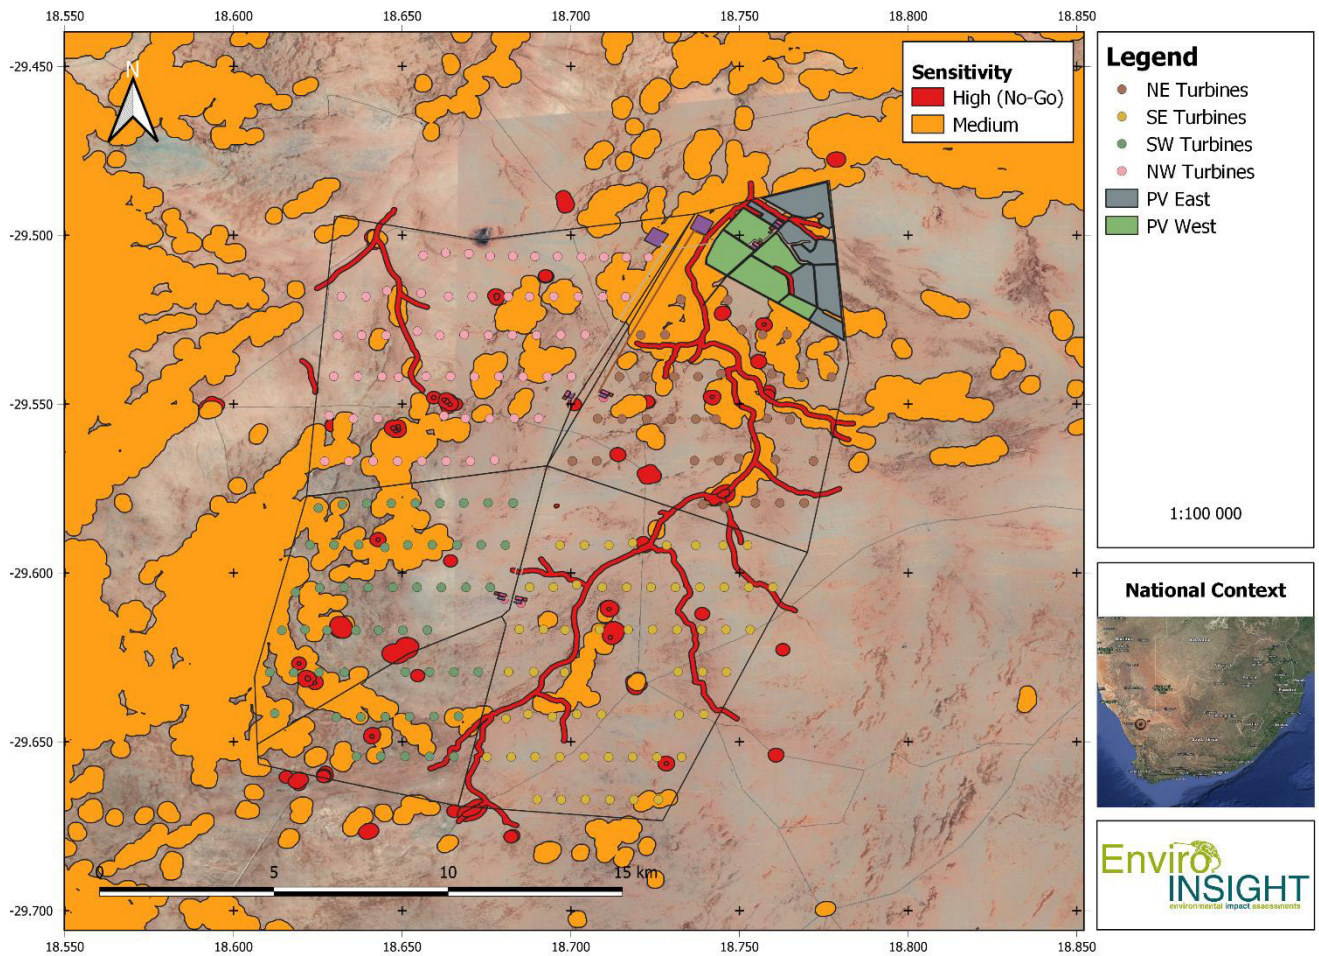 18.550 18.600 18.650 18.700 18.750 18.800 18.850
-29.450
-29.500
-29.550
-29.600
-29.650
-29.700
N
Sensitivity
High (No-Go)
Medium
0 5 10 15 km
18.550 18.600 18.650 18.700 18.750 18.800 18.850
Legend
NE Turbines
SE Turbines
SW Turbines
NW Turbines
PV East
PV West
1:100 000
National Context
Enviro
INSIGHT
environmental impact assessments